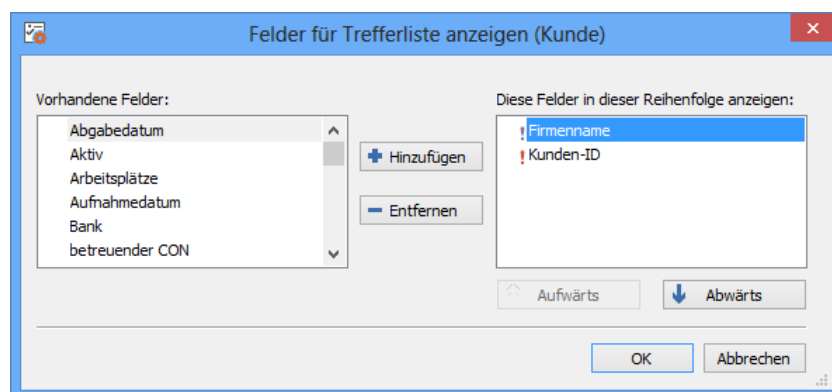 Felder für Trefferliste anzeigen (Kunde)
Vorhandene Felder:
Abgabedatum
Aktiv
Arbeitsplätze
Aufnahmedatum
Bank
betreuender CON
Hinzufügen
Entfernen
Diese Felder in dieser Reihenfolge anzeigen:
! Firmenname
! Kunden-ID
Aufwärts
Abwärts
OK
Abbrechen